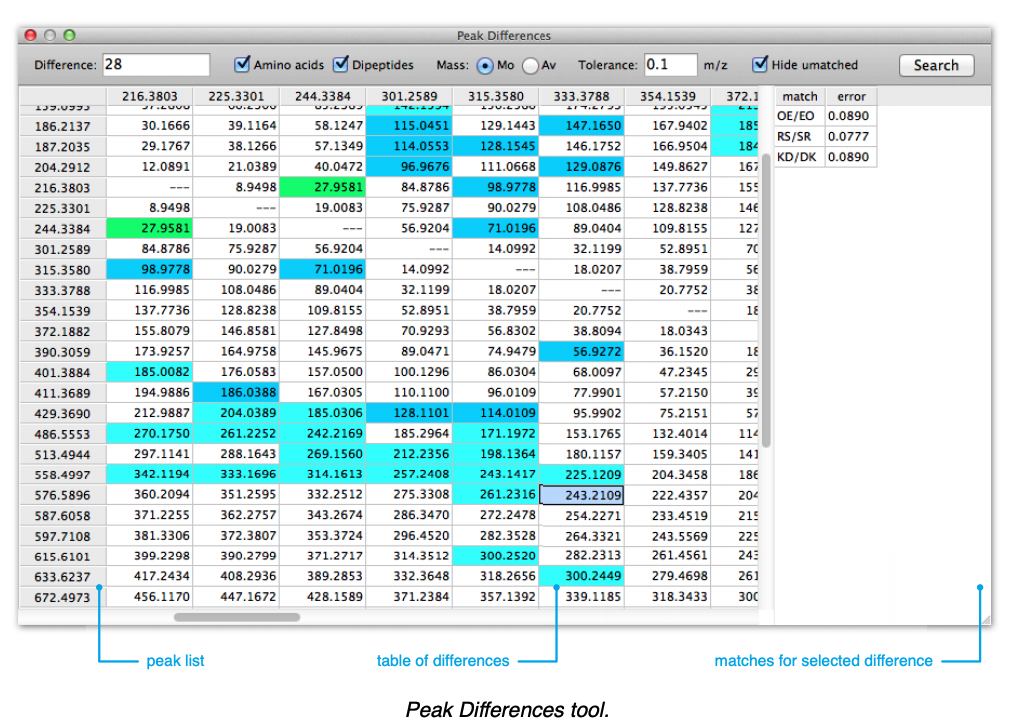 Peak Differences
Difference: 28 Amino acids Dipeptides Mass: Mo Av Tolerance: 0.1 m/z Hide umatched Search
216.3803 225.3301 244.3384 301.2589 315.3580 333.3788 354.1539 372.1 match error
186.2137 30.1666 39.1164 58.1247 115.0451 129.1443 147.1650 167.9402 185 OE/EO 0.0890
187.2035 29.1767 38.1266 57.1349 114.0553 128.1545 146.1752 166.9504 184 RS/SR 0.0777
204.2912 12.0891 21.0389 40.0472 96.9676 111.0668 129.0876 149.8627 167 KD/DK 0.0890
216.3803 --- 8.9498 27.9581 84.8786 98.9778 116.9985 137.7736 155
225.3301 8.9498 --- 19.0083 75.9287 90.0279 108.0486 128.8238 146
244.3384 27.9581 19.0083 --- 56.9204 71.0196 89.0404 109.8155 127
301.2589 84.8786 75.9287 56.9204 --- 14.0992 32.1199 52.8951 70
315.3580 98.9778 90.0279 71.0196 14.0992 --- 18.0207 38.7959 56
333.3788 116.9985 108.0486 89.0404 32.1199 18.0207 --- 20.7752 38
354.1539 137.7736 128.8238 109.8155 52.8951 38.7959 20.7752 --- 18
372.1882 155.8079 146.8581 127.8498 70.9293 56.8302 38.8094 18.0343
390.3059 173.9257 164.9758 145.9675 89.0471 74.9479 56.9272 36.1520 18
401.3884 185.0082 176.0583 157.0500 100.1296 86.0304 68.0097 47.2345 29
411.3689 194.9886 186.0388 167.0305 110.1100 96.0109 77.9901 57.2150 39
429.3690 212.9887 204.0389 185.0306 128.1101 114.0109 95.9902 75.2151 57
486.5553 270.1750 261.2252 242.2169 185.2964 171.1972 153.1765 132.4014 114
513.4944 297.1141 288.1643 269.1560 212.2356 198.1364 180.1157 159.3405 141
558.4997 342.1194 333.1696 314.1613 257.2408 243.1417 225.1209 204.3458 186
576.5896 360.2094 351.2595 332.2512 275.3308 261.2316 243.2109 222.4357 204
587.6058 371.2255 362.2757 343.2674 286.3470 272.2478 254.2271 233.4519 215
597.7108 381.3306 372.3807 353.3724 296.4520 282.3528 264.3321 243.5569 225
615.6101 399.2298 390.2799 371.2717 314.3512 300.2520 282.2313 261.4561 243
633.6237 417.2434 408.2936 389.2853 332.3648 318.2656 300.2449 279.4698 261
672.4973 456.1170 447.1672 428.1589 371.2384 357.1392 339.1185 318.3433 300
peak list table of differences matches for selected difference
Peak Differences tool.